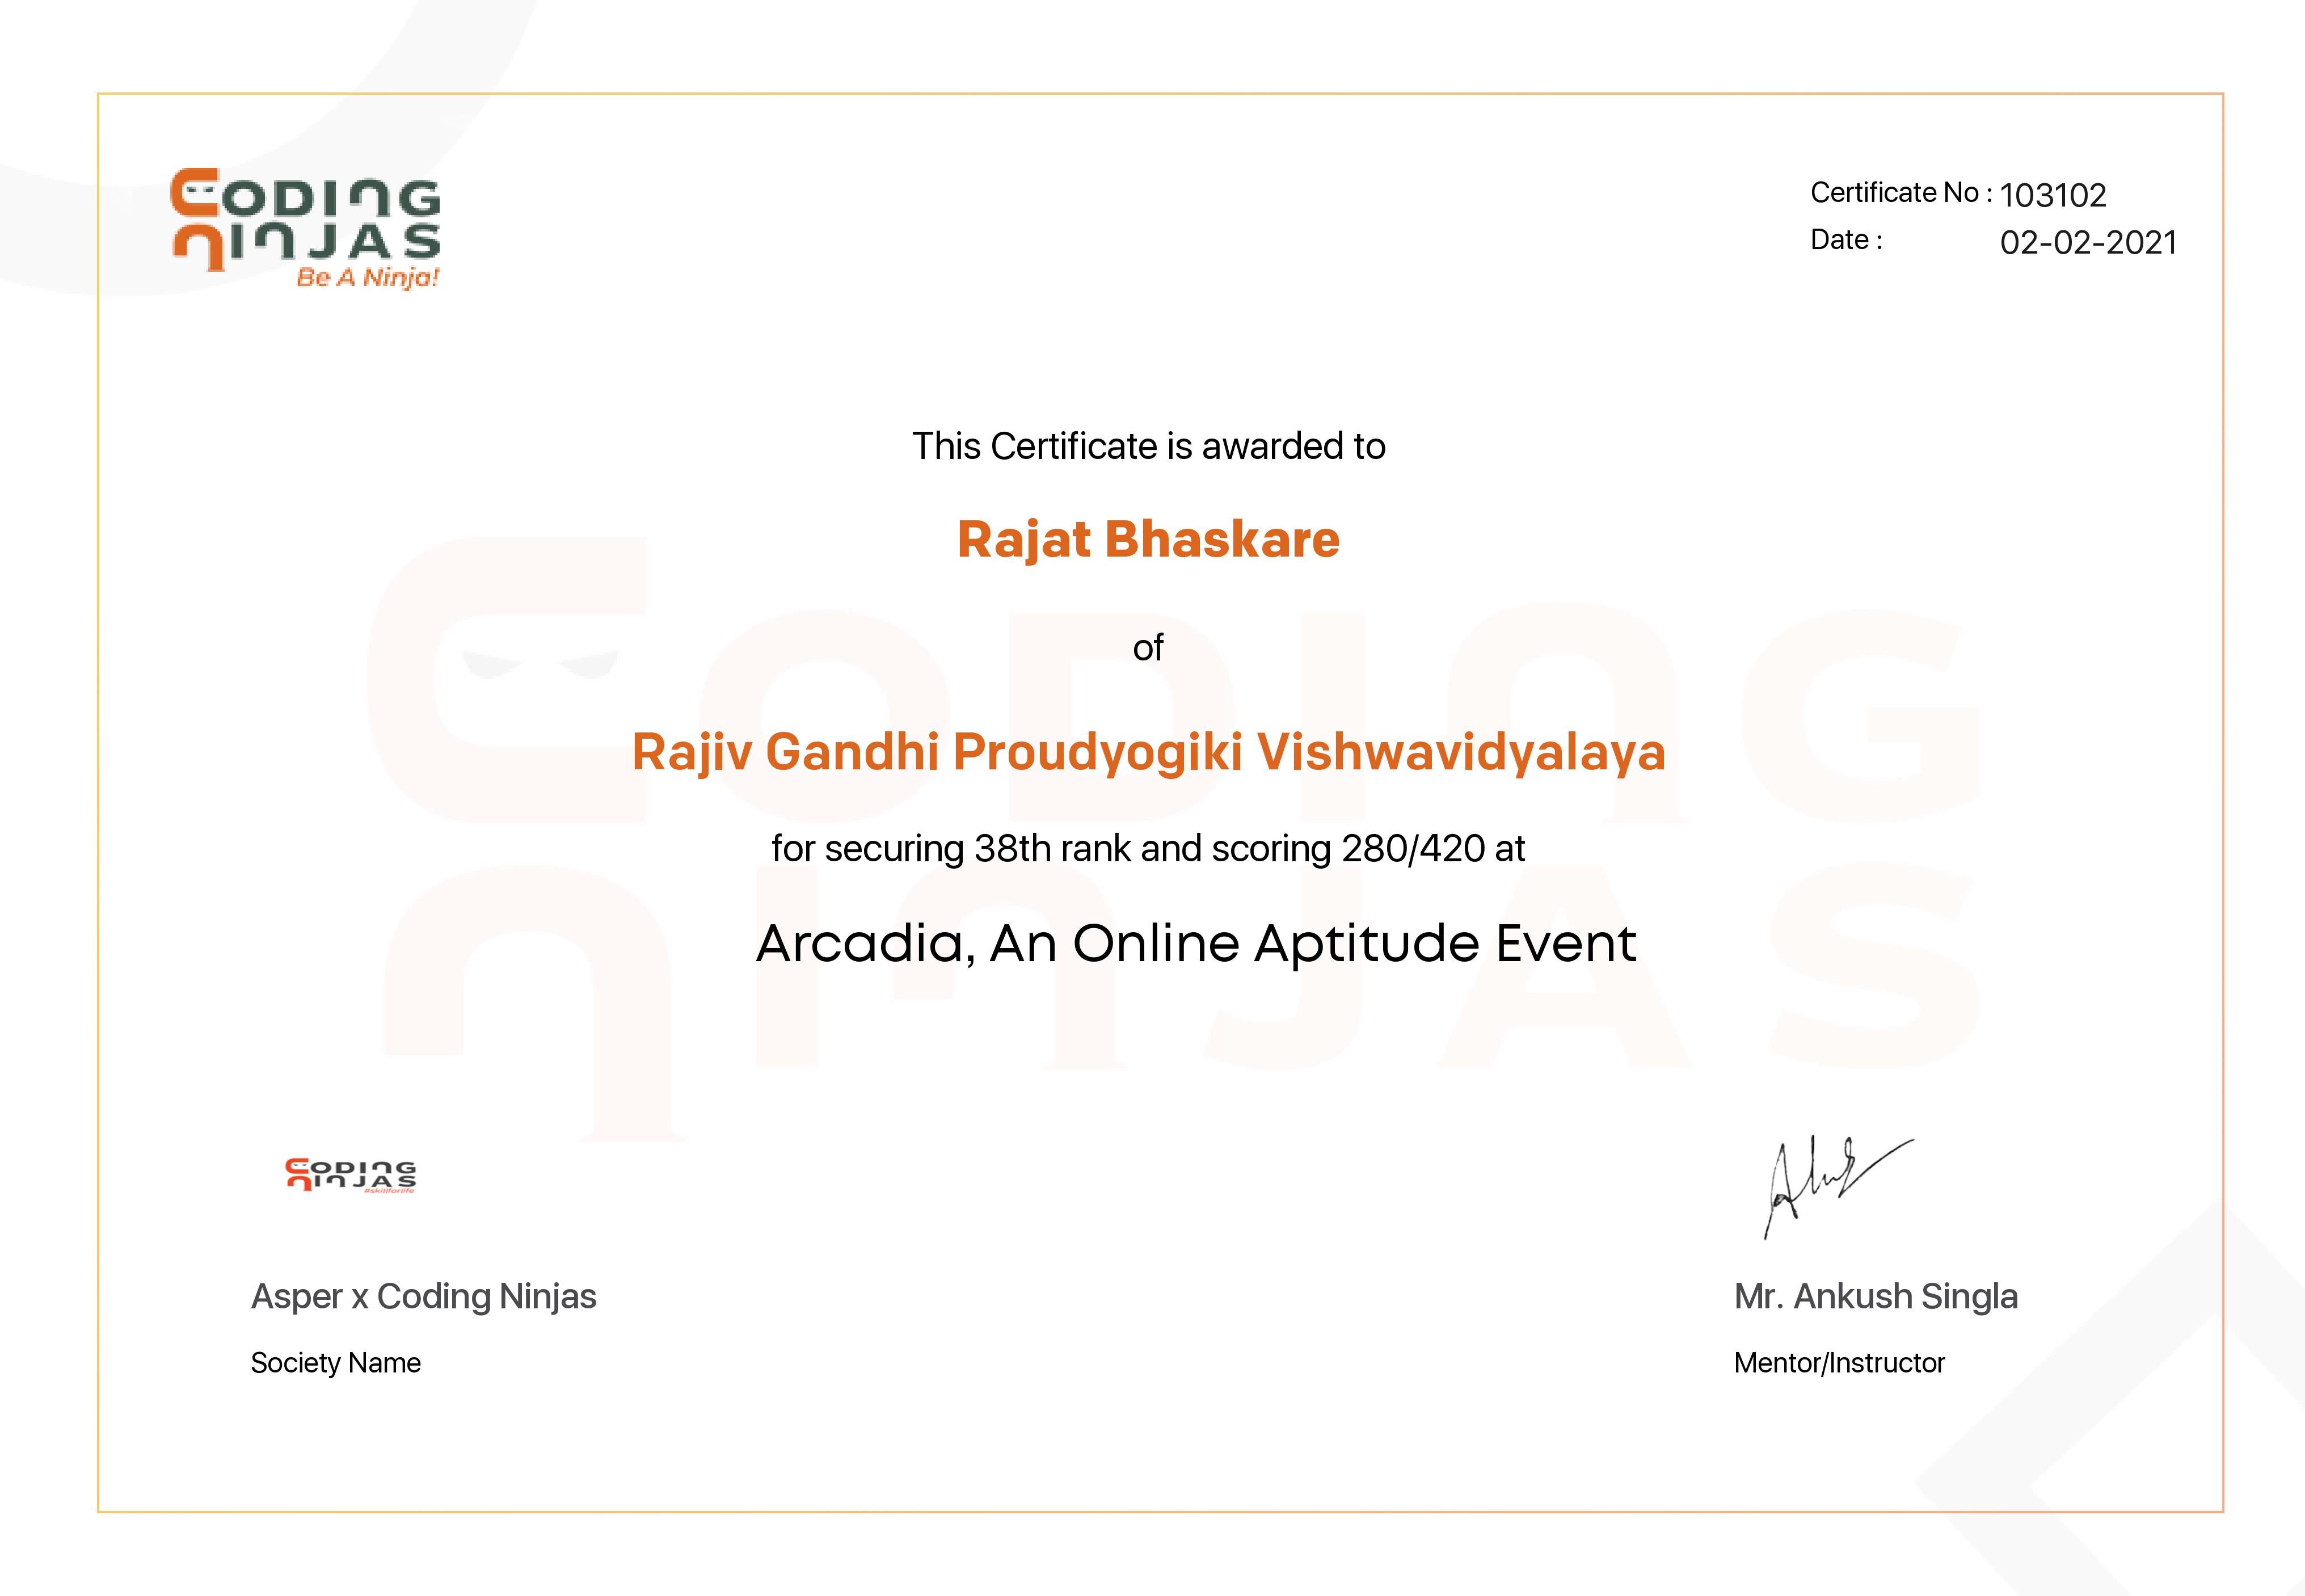 CODING
NINJAS
Be A Ninja!
Certificate No : 103102
Date : 02-02-2021
This Certificate is awarded to
Rajat Bhaskare
of
Rajiv Gandhi Proudyogiki Vishwavidyalaya
for securing 38th rank and scoring 280/420 at
Arcadia, An Online Aptitude Event
CODING
NINJAS
CODING
NINJAS
#skillforlife
Asper x Coding Ninjas
Society Name
Mr. Ankush Singla
Mentor/Instructor